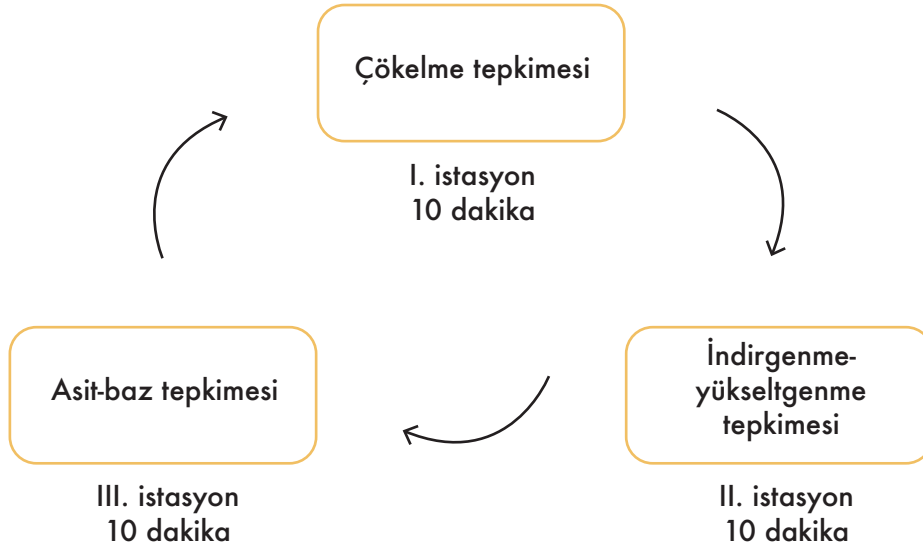 Çökelme tepkimesi
I. istasyon
10 dakika
Asit-baz tepkimesi
III. istasyon
10 dakika
İndirgenme-
yükseltgenme
tepkimesi
II. istasyon
10 dakika